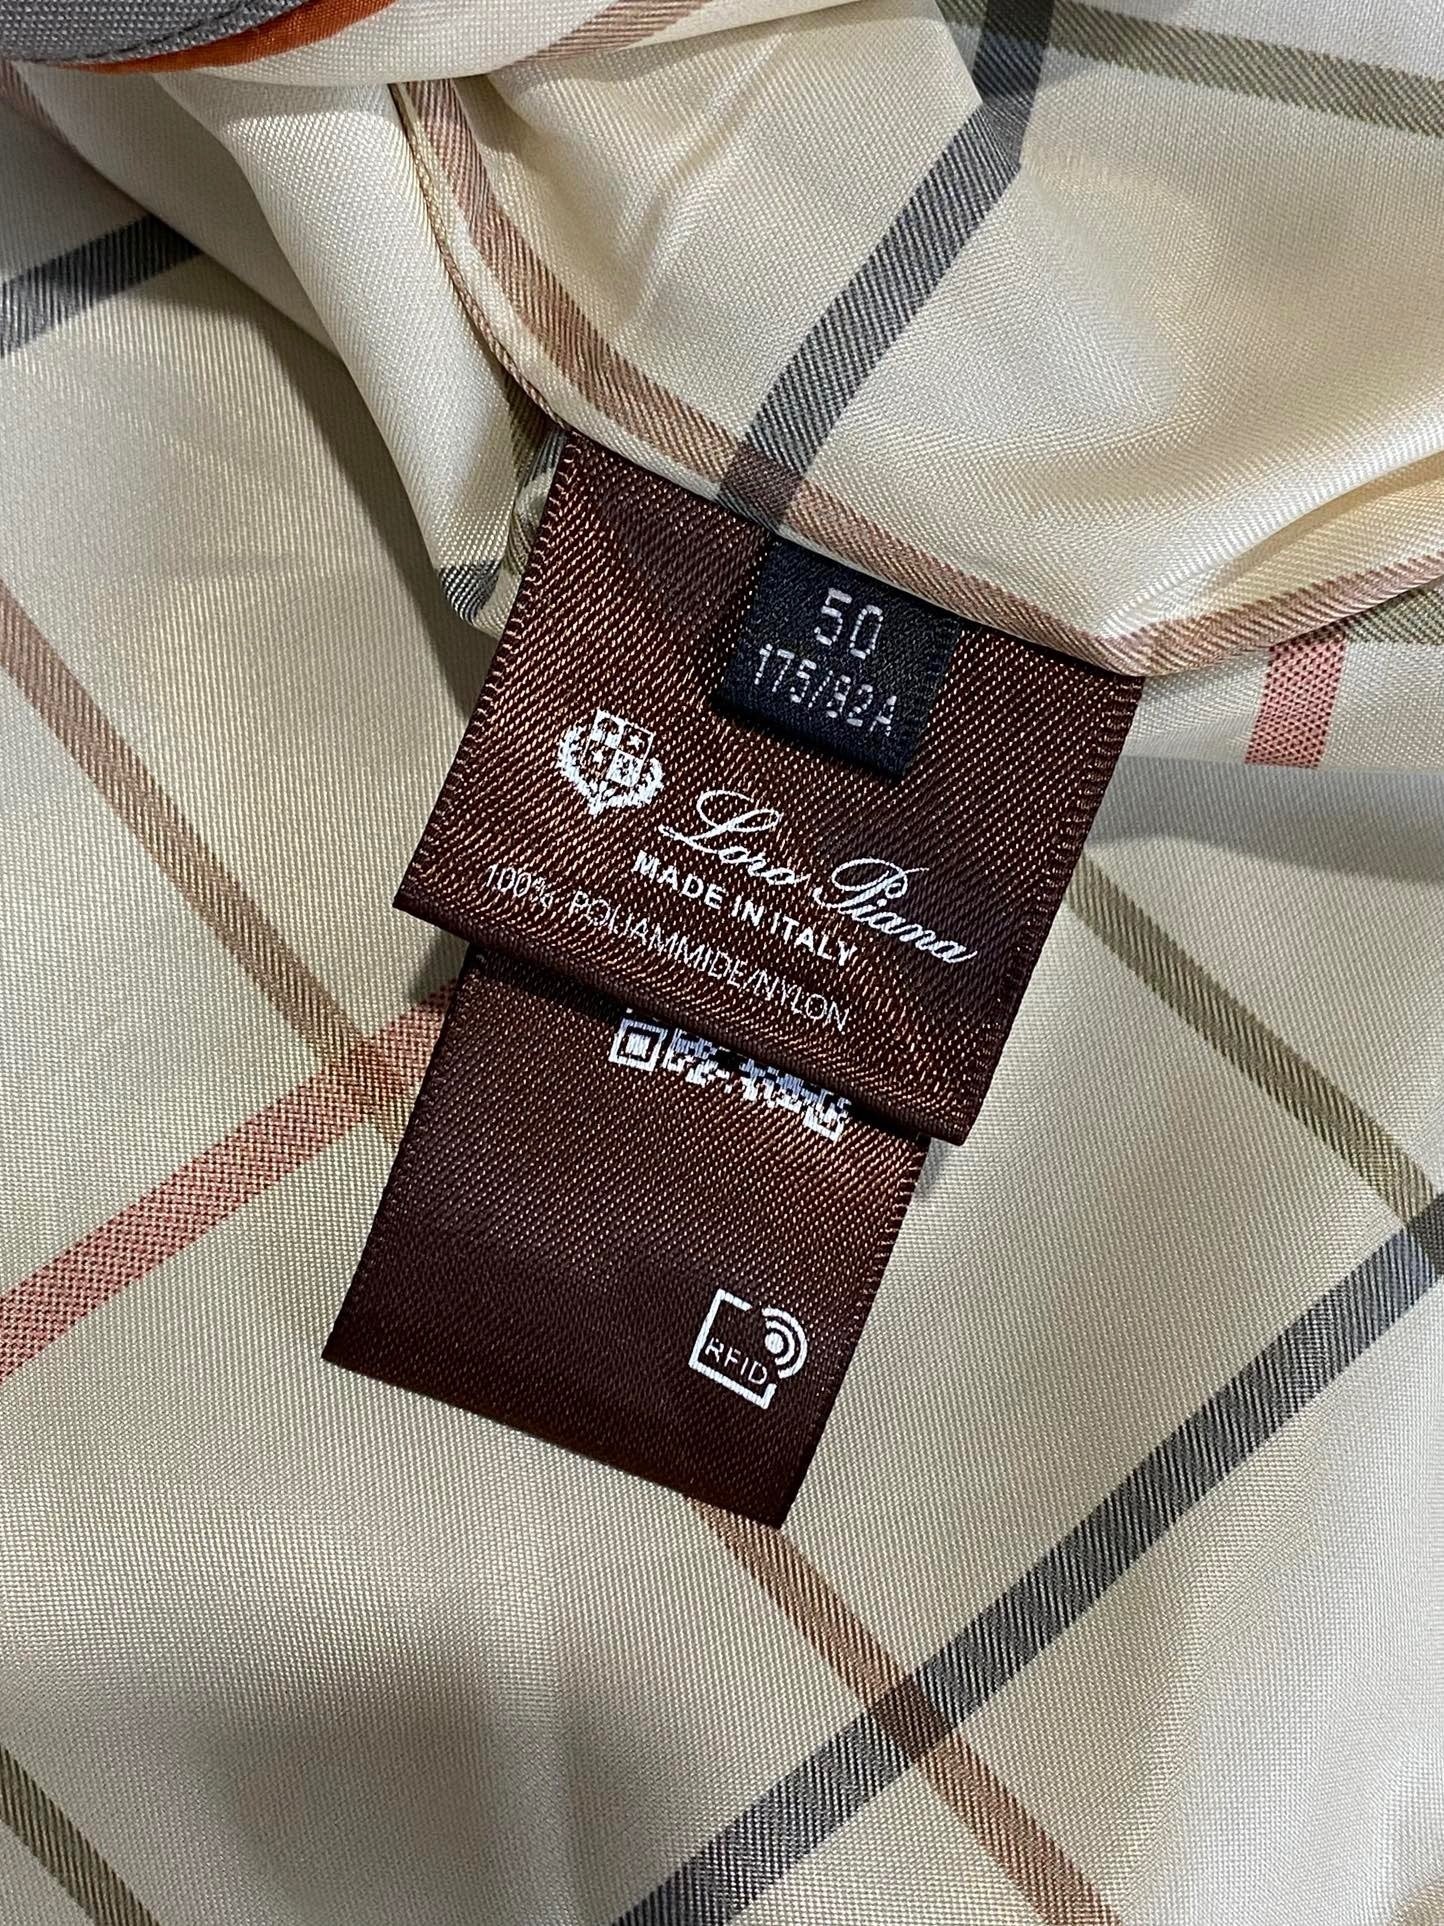 50
175/92A
Loro Piana
MADE IN ITALY
100% POLIAMMIDE/NYLON
RFID